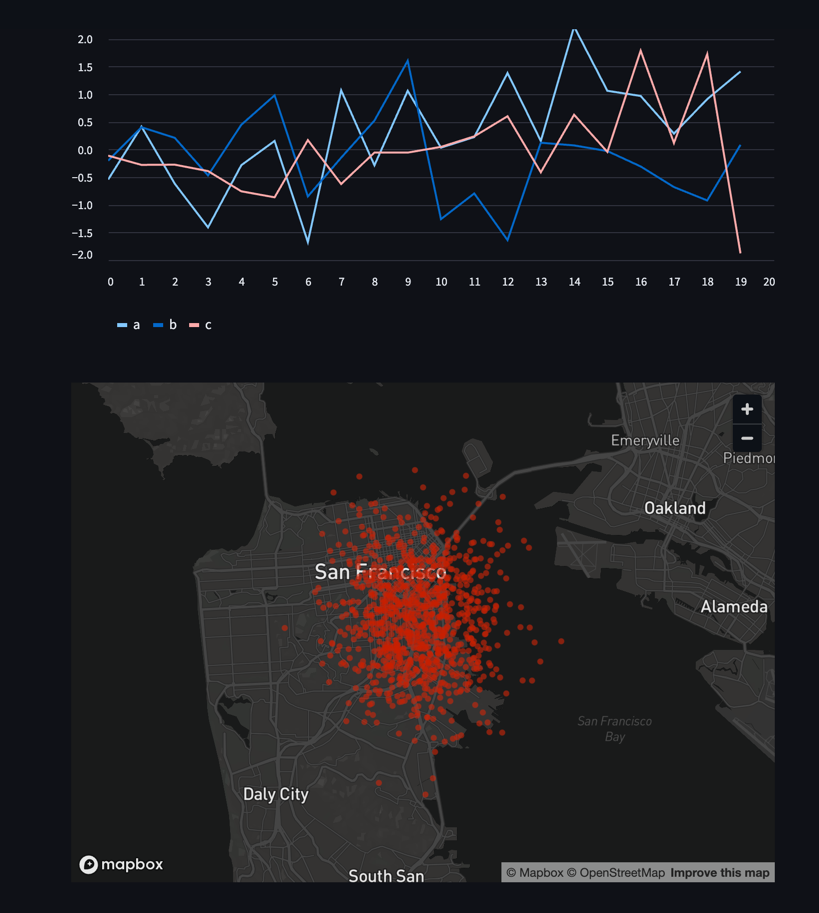 2.0
1.5
1.0
0.5
0.0
−0.5
−1.0
−1.5
−2.0
0 1 2 3 4 5 6 7 8 9 10 11 12 13 14 15 16 17 18 19 20
a b c
+
−
Emeryville
Piedmon
Oakland
San Francisco
Alameda
San Francisco
Bay
Daly City
mapbox
South San
© Mapbox © OpenStreetMap Improve this map